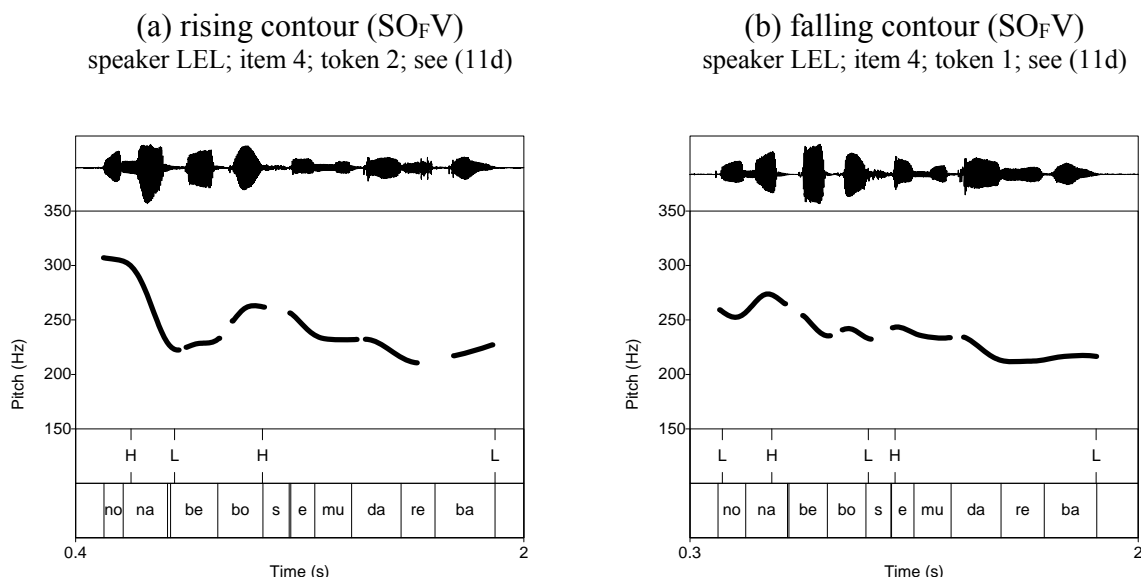 (a) rising contour (SOFV)
speaker LEL; item 4; token 2; see (11d)
350
300
250
200
150
Pitch (Hz)
H L H L
no na be bo s e mu da re ba
0.4 2
Time (s)
(b) falling contour (SOFV)
speaker LEL; item 4; token 1; see (11d)
350
300
250
200
150
Pitch (Hz)
L H L H L
no na be bo s e mu da re ba
0.3 2
Time (s)